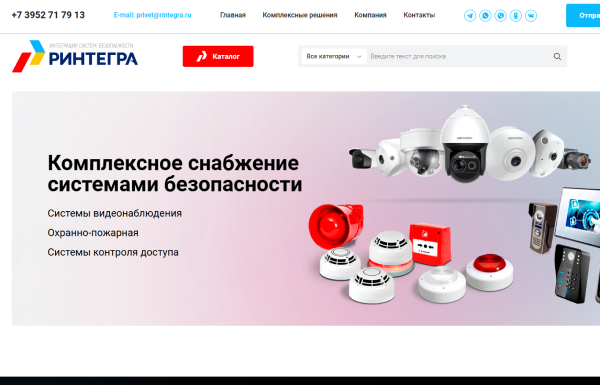 +7 3952 71 79 13
E-mail: privet@rintegra.ru
Главная
Комплексные решения
Компания
Контакты
Отпра
ИНТЕГРАЦИЯ СИСТЕМ БЕЗОПАСНОСТИ
РИНТЕГРА
Каталог
Все категории
Введите текст для поиска
Комплексное снабжение
системами безопасности
Системы видеонаблюдения
Охранно-пожарная
Системы контроля доступа